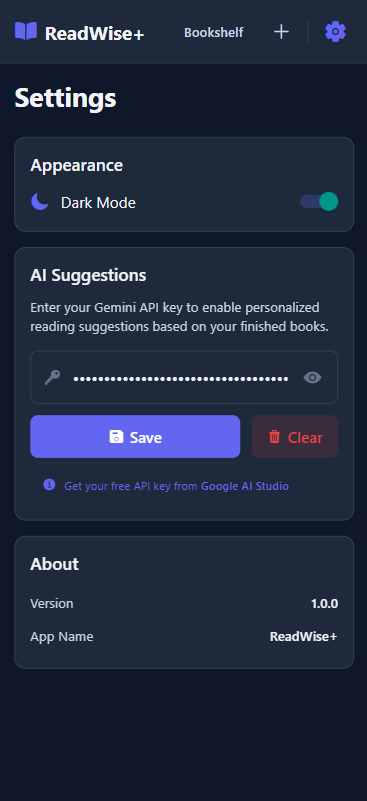 ReadWise+
Bookshelf
Settings
Appearance
Dark Mode
AI Suggestions
Enter your Gemini API key to enable personalized
reading suggestions based on your finished books.
••••••••••••••••••••••••••••••••••••
Save
Clear
Get your free API key from Google AI Studio
About
Version
1.0.0
App Name
ReadWise+